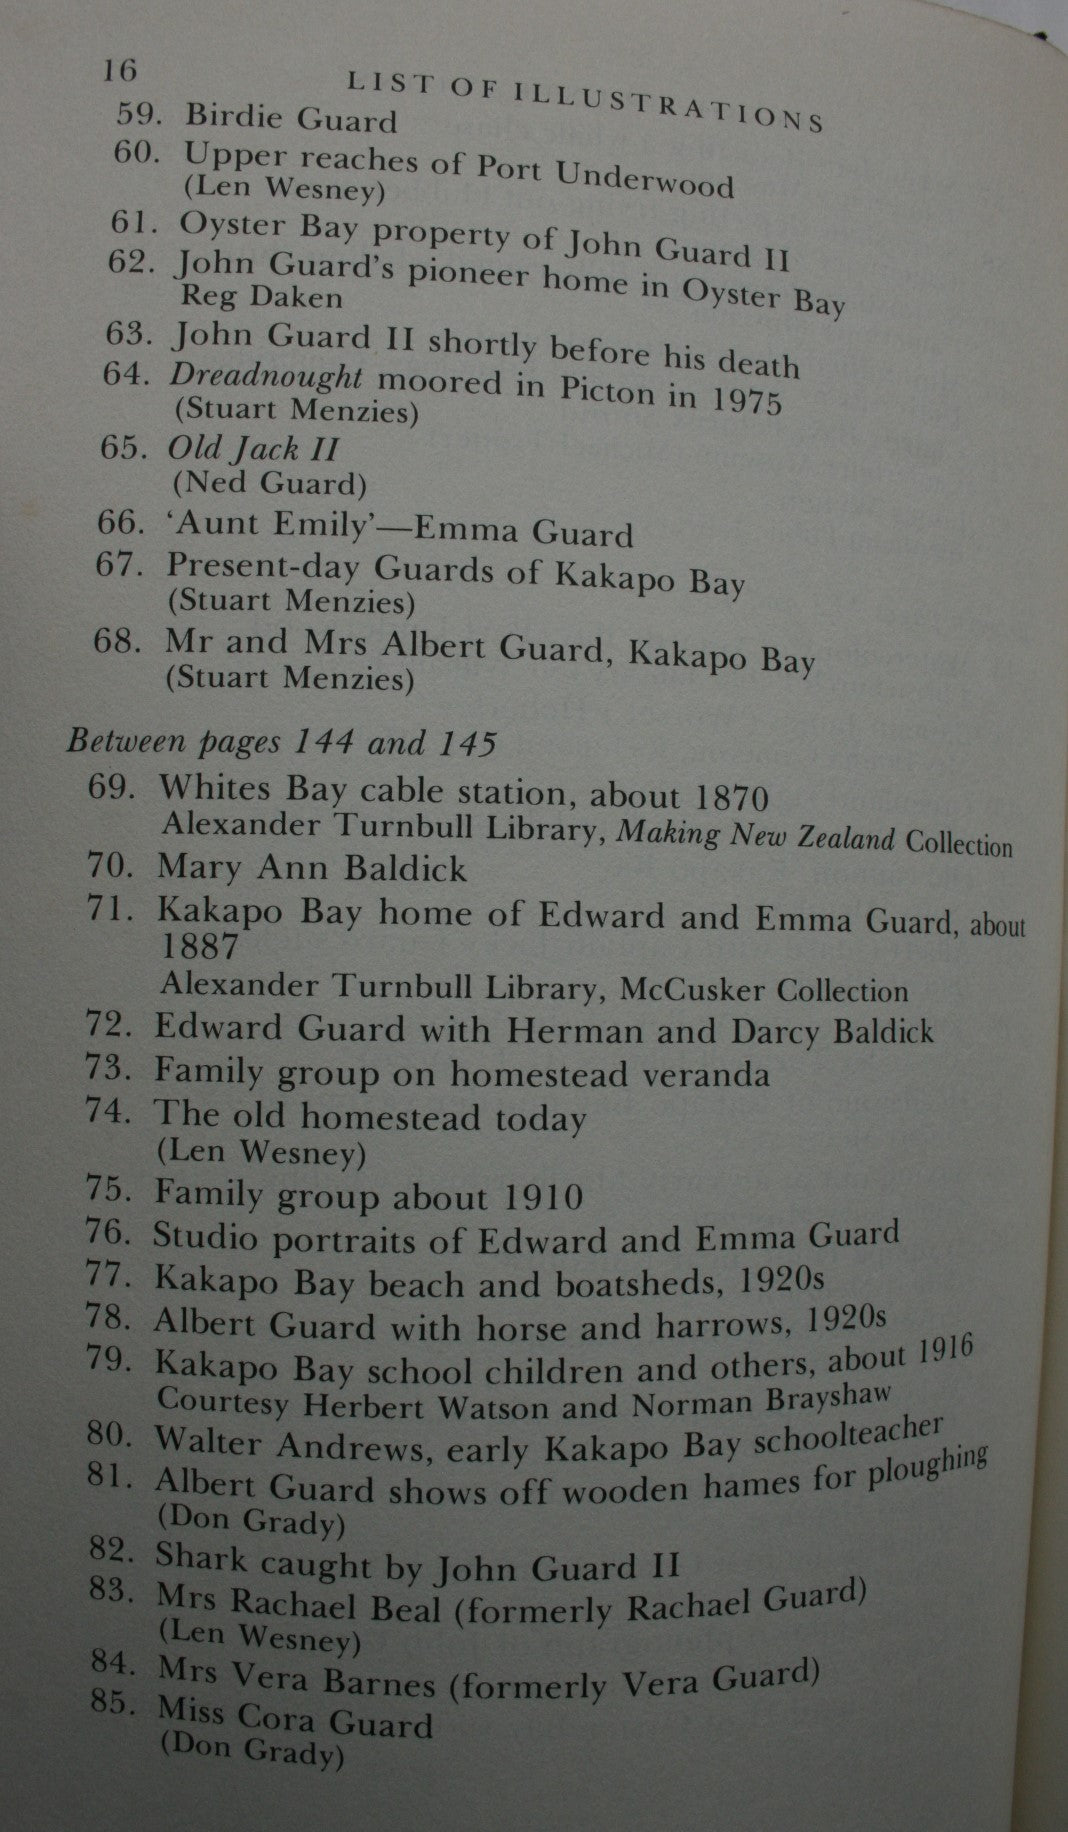 16
LIST OF ILLUSTRATIONS
59. Birdie Guard
60. Upper reaches of Port Underwood
(Len Wesney)
61. Oyster Bay property of John Guard II
62. John Guard's pioneer home in Oyster Bay
Reg Daken
63. John Guard II shortly before his death
64. Dreadnought moored in Picton in 1975
(Stuart Menzies)
65. Old Jack II
(Ned Guard)
66. ‘Aunt Emily’—Emma Guard
67. Present-day Guards of Kakapo Bay
(Stuart Menzies)
68. Mr and Mrs Albert Guard, Kakapo Bay
(Stuart Menzies)
Between pages 144 and 145
69. Whites Bay cable station, about 1870
Alexander Turnbull Library, Making New Zealand Collection
70. Mary Ann Baldick
71. Kakapo Bay home of Edward and Emma Guard, about
1887
Alexander Turnbull Library, McCusker Collection
72. Edward Guard with Herman and Darcy Baldick
73. Family group on homestead veranda
74. The old homestead today
(Len Wesney)
75. Family group about 1910
76. Studio portraits of Edward and Emma Guard
77. Kakapo Bay beach and boatsheds, 1920s
78. Albert Guard with horse and harrows, 1920s
79. Kakapo Bay school children and others, about 1916
Courtesy Herbert Watson and Norman Brayshaw
80. Walter Andrews, early Kakapo Bay schoolteacher
81. Albert Guard shows off wooden hames for ploughing
(Don Grady)
82. Shark caught by John Guard II
83. Mrs Rachael Beal (formerly Rachael Guard)
(Len Wesney)
84. Mrs Vera Barnes (formerly Vera Guard)
85. Miss Cora Guard
(Don Grady)